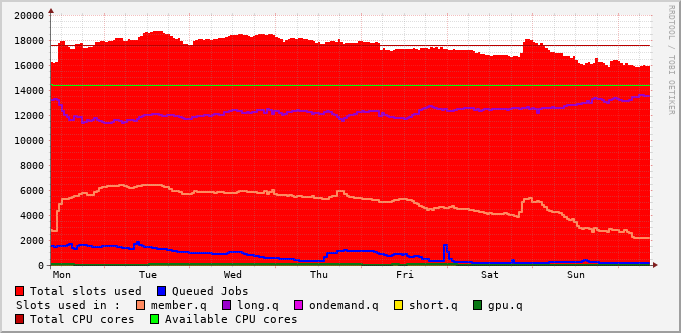 20000
18000
16000
14000
12000
10000
8000
6000
4000
2000
0
Mon Tue Wed Thu Fri Sat Sun
RRDTOOL / TOBI OETIKER
Total slots used Queued Jobs
Slots used in : member.q long.q ondemand.q short.q gpu.q
Total CPU cores Available CPU cores